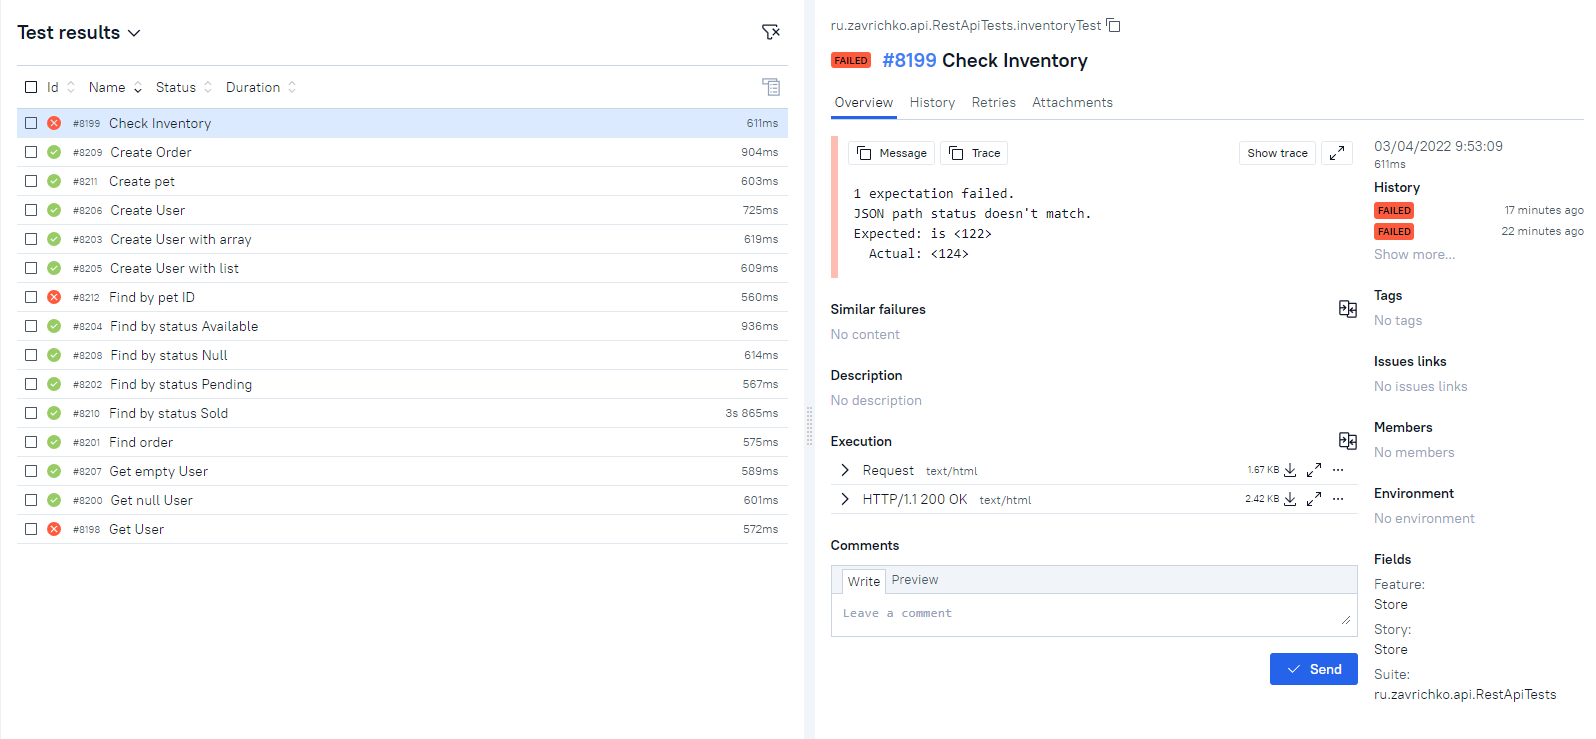 Test results
Id Name Status Duration
#8199 Check Inventory 611ms
#8209 Create Order 904ms
#8211 Create pet 603ms
#8206 Create User 725ms
#8203 Create User with array 619ms
#8205 Create User with list 609ms
#8212 Find by pet ID 560ms
#8204 Find by status Available 936ms
#8208 Find by status Null 614ms
#8202 Find by status Pending 567ms
#8210 Find by status Sold 3s 865ms
#8201 Find order 575ms
#8207 Get empty User 589ms
#8200 Get null User 601ms
#8198 Get User 572ms
ru.zavrichko.api.RestApiTests.inventoryTest
FAILED #8199 Check Inventory
Overview History Retries Attachments
Message Trace Show trace
1 expectation failed.
JSON path status doesn't match.
Expected: is <122>
Actual: <124>
Similar failures
No content
Description
No description
Execution
Request text/html 1.67 KB
HTTP/1.1 200 OK text/html 2.42 KB
Comments
Write Preview
Leave a comment
Send
03/04/2022 9:53:09
611ms
History
FAILED 17 minutes ago
FAILED 22 minutes ago
Show more...
Tags
No tags
Issues links
No issues links
Members
No members
Environment
No environment
Fields
Feature:
Store
Story:
Store
Suite:
ru.zavrichko.api.RestApiTests